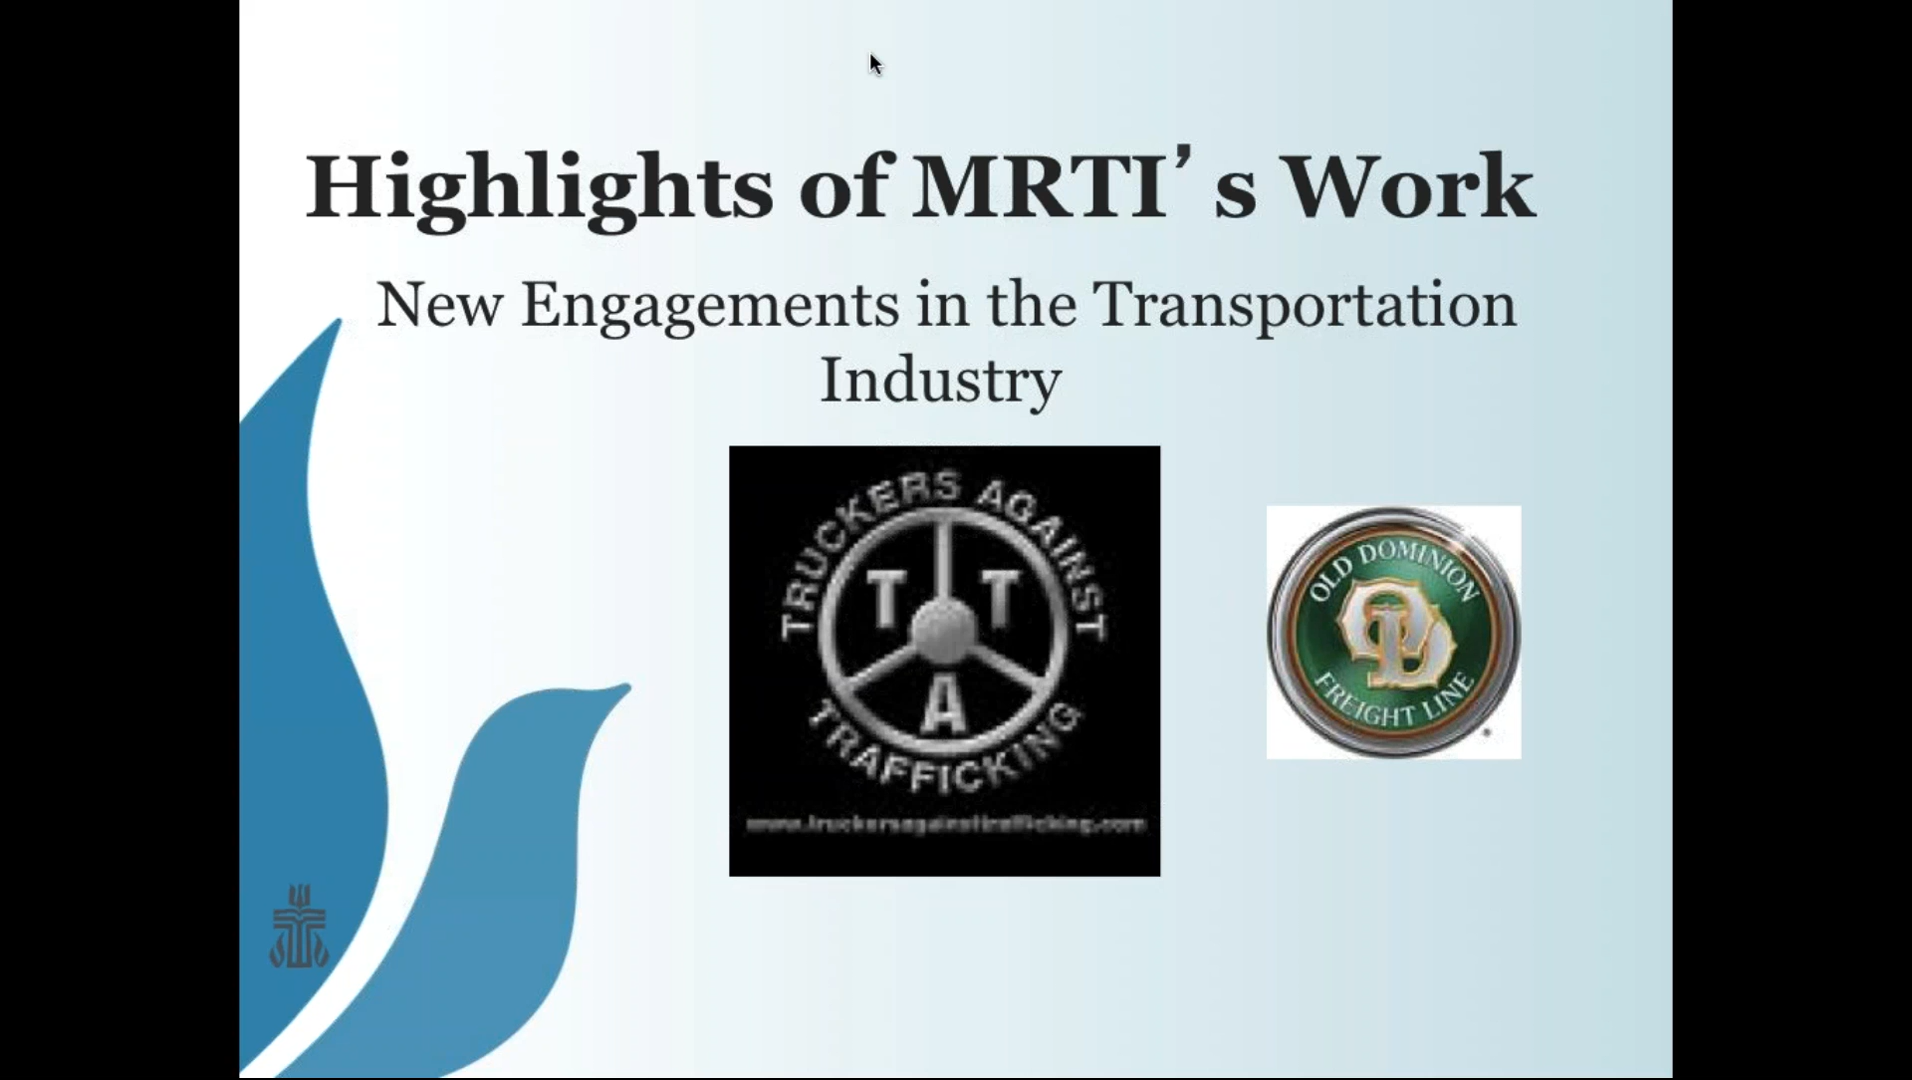 Highlights of MRTI’s Work
New Engagements in the Transportation
Industry
TRUCKERS AGAINST
T T
A
TRAFFICKING
www.truckersagainsttrafficking.com
OLD DOMINION
OD
FREIGHT LINE